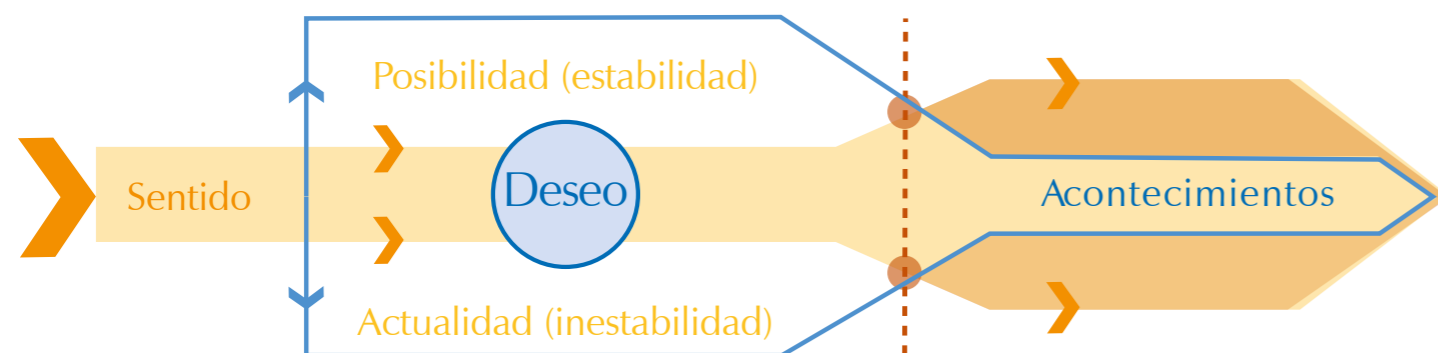 Posibilidad (estabilidad)
Sentido
Deseo
Acontecimientos
Actualidad (inestabilidad)